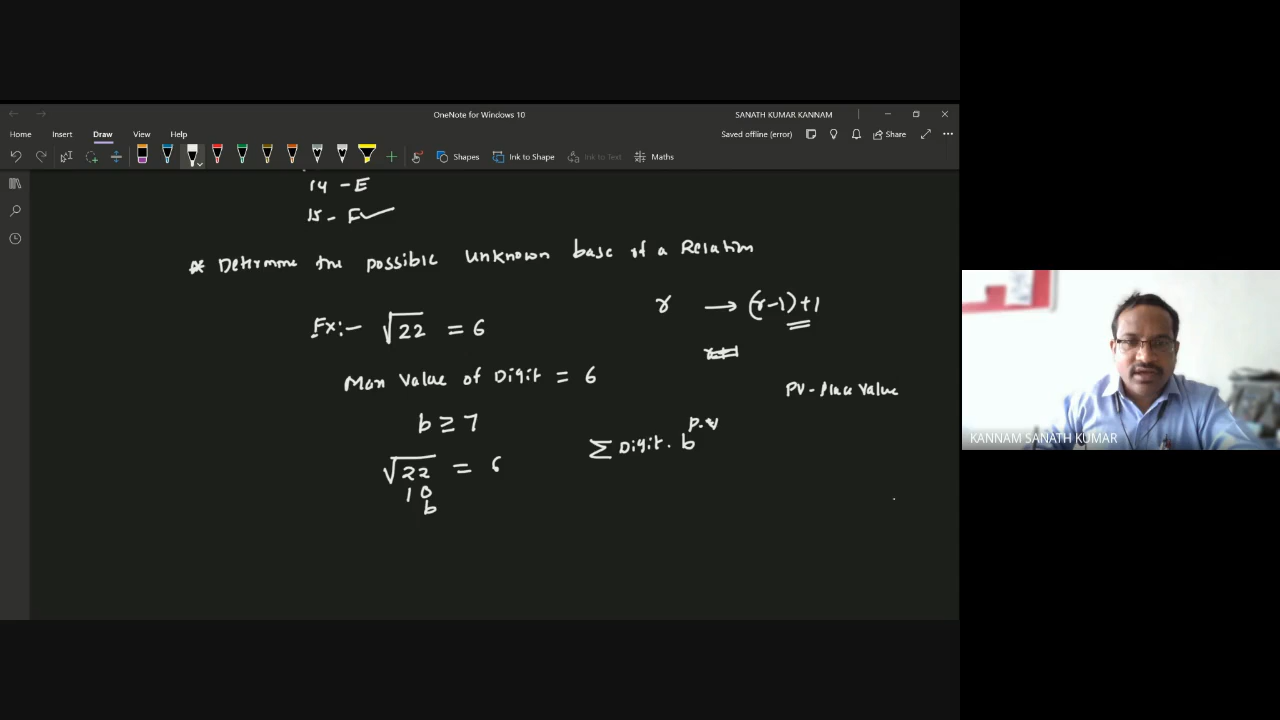 OneNote for Windows 10
SANATH KUMAR KANNAM
Home Insert Draw View Help
Saved offline (error)
Share
Shapes
Ink to Shape
Ink to Text
Maths
14 - E
15 - F
* Determine the possible unknown base of a Relation
Ex:- √22 = 6
r → (r-1)+1
Max Value of Digit = 6
PV - Place Value
b ≥ 7
Σ Digit. b^p.v
√22 = 6
1 0
b
KANNAM SANATH KUMAR